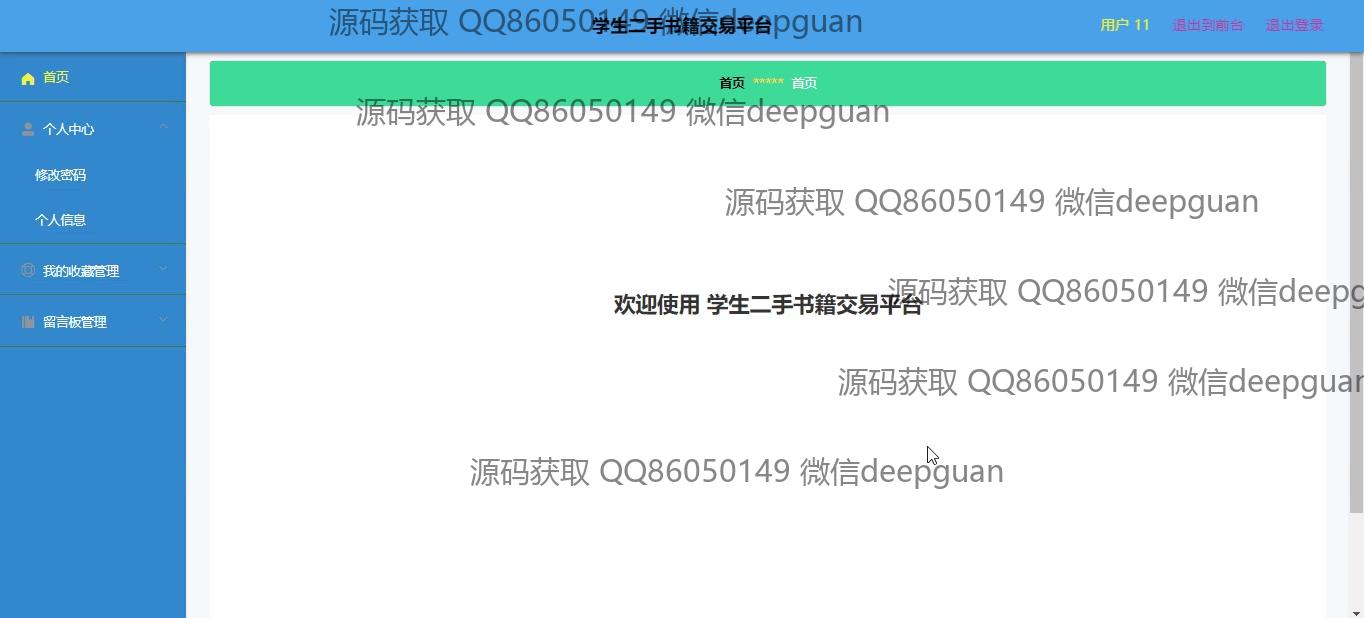 源码获取 QQ86050149 微信deepguan
学生二手书籍交易平台
用户 11 退出到前台 退出登录
首页
首页 ***** 首页
源码获取 QQ86050149 微信deepguan
个人中心
修改密码
源码获取 QQ86050149 微信deepguan
个人信息
我的收藏管理
源码获取 QQ86050149 微信deepg
欢迎使用 学生二手书籍交易平台
留言板管理
源码获取 QQ86050149 微信deepguan
源码获取 QQ86050149 微信deepguan